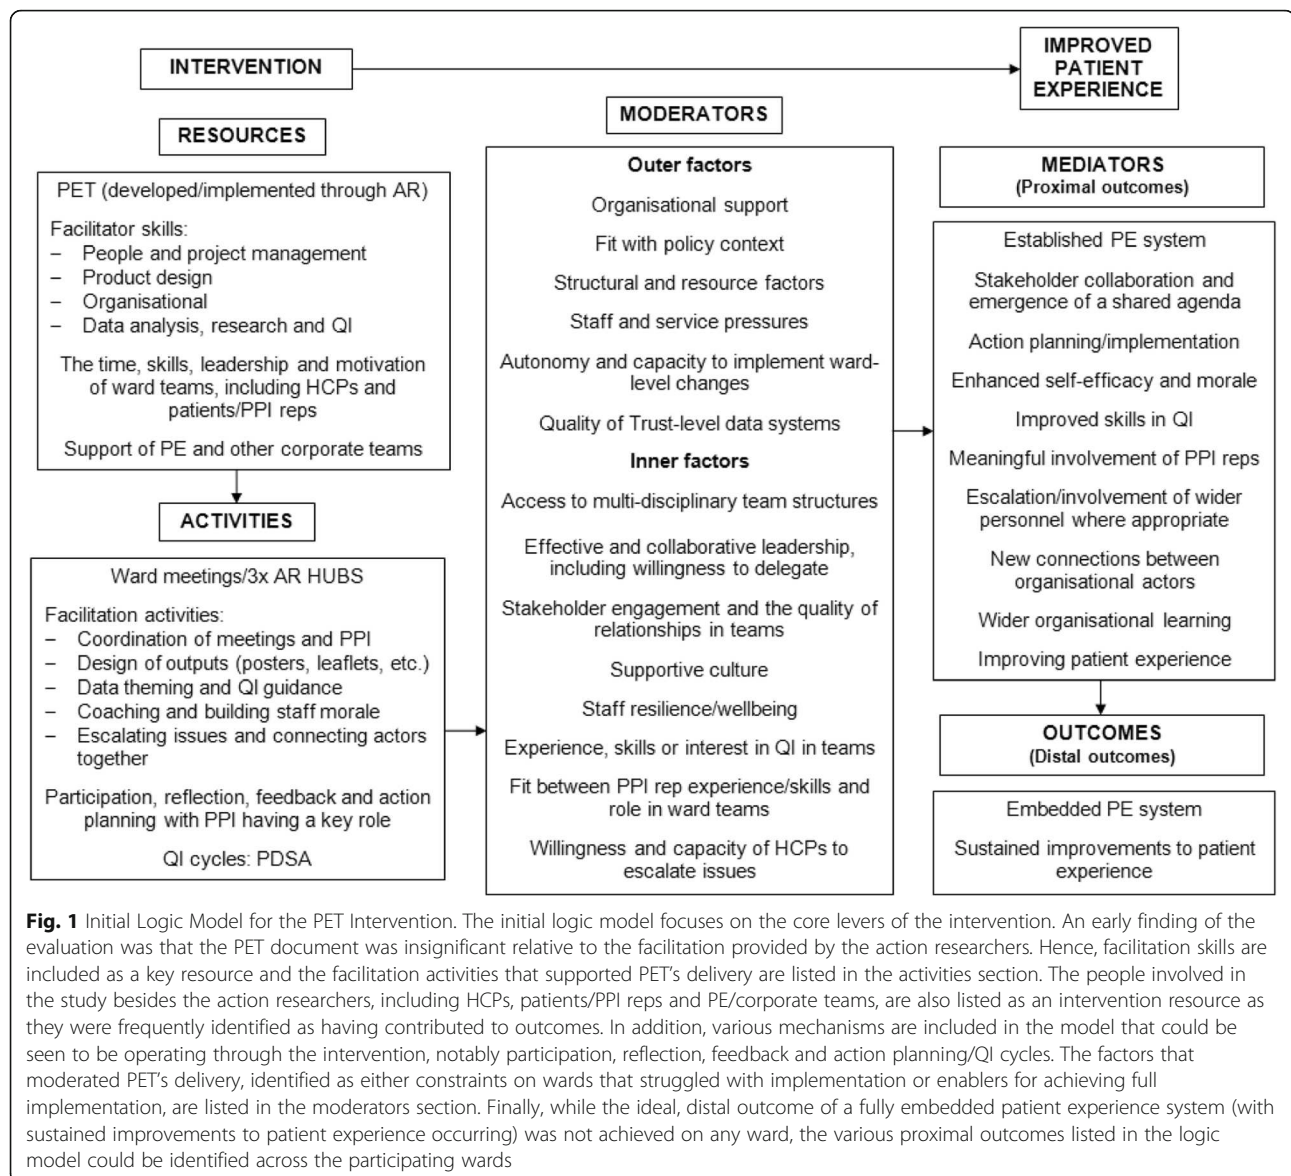 INTERVENTION
IMPROVED
PATIENT
EXPERIENCE
RESOURCES
PET (developed/implemented through AR)
Facilitator skills:
– People and project management
– Product design
– Organisational
– Data analysis, research and QI
The time, skills, leadership and motivation
of ward teams, including HCPs and
patients/PPI reps
Support of PE and other corporate teams
ACTIVITIES
Ward meetings/3x AR HUBS
Facilitation activities:
– Coordination of meetings and PPI
– Design of outputs (posters, leaflets, etc.)
– Data theming and QI guidance
– Coaching and building staff morale
– Escalating issues and connecting actors
together
Participation, reflection, feedback and action
planning with PPI having a key role
QI cycles: PDSA
MODERATORS
Outer factors
Organisational support
Fit with policy context
Structural and resource factors
Staff and service pressures
Autonomy and capacity to implement ward-
level changes
Quality of Trust-level data systems
Inner factors
Access to multi-disciplinary team structures
Effective and collaborative leadership,
including willingness to delegate
Stakeholder engagement and the quality of
relationships in teams
Supportive culture
Staff resilience/wellbeing
Experience, skills or interest in QI in teams
Fit between PPI rep experience/skills and
role in ward teams
Willingness and capacity of HCPs to
escalate issues
MEDIATORS
(Proximal outcomes)
Established PE system
Stakeholder collaboration and
emergence of a shared agenda
Action planning/implementation
Enhanced self-efficacy and morale
Improved skills in QI
Meaningful involvement of PPI reps
Escalation/involvement of wider
personnel where appropriate
New connections between
organisational actors
Wider organisational learning
Improving patient experience
OUTCOMES
(Distal outcomes)
Embedded PE system
Sustained improvements to patient
experience
Fig. 1 Initial Logic Model for the PET Intervention. The initial logic model focuses on the core levers of the intervention. An early finding of the
evaluation was that the PET document was insignificant relative to the facilitation provided by the action researchers. Hence, facilitation skills are
included as a key resource and the facilitation activities that supported PET's delivery are listed in the activities section. The people involved in
the study besides the action researchers, including HCPs, patients/PPI reps and PE/corporate teams, are also listed as an intervention resource as
they were frequently identified as having contributed to outcomes. In addition, various mechanisms are included in the model that could be
seen to be operating through the intervention, notably participation, reflection, feedback and action planning/QI cycles. The factors that
moderated PET's delivery, identified as either constraints on wards that struggled with implementation or enablers for achieving full
implementation, are listed in the moderators section. Finally, while the ideal, distal outcome of a fully embedded patient experience system (with
sustained improvements to patient experience occurring) was not achieved on any ward, the various proximal outcomes listed in the logic
model could be identified across the participating wards